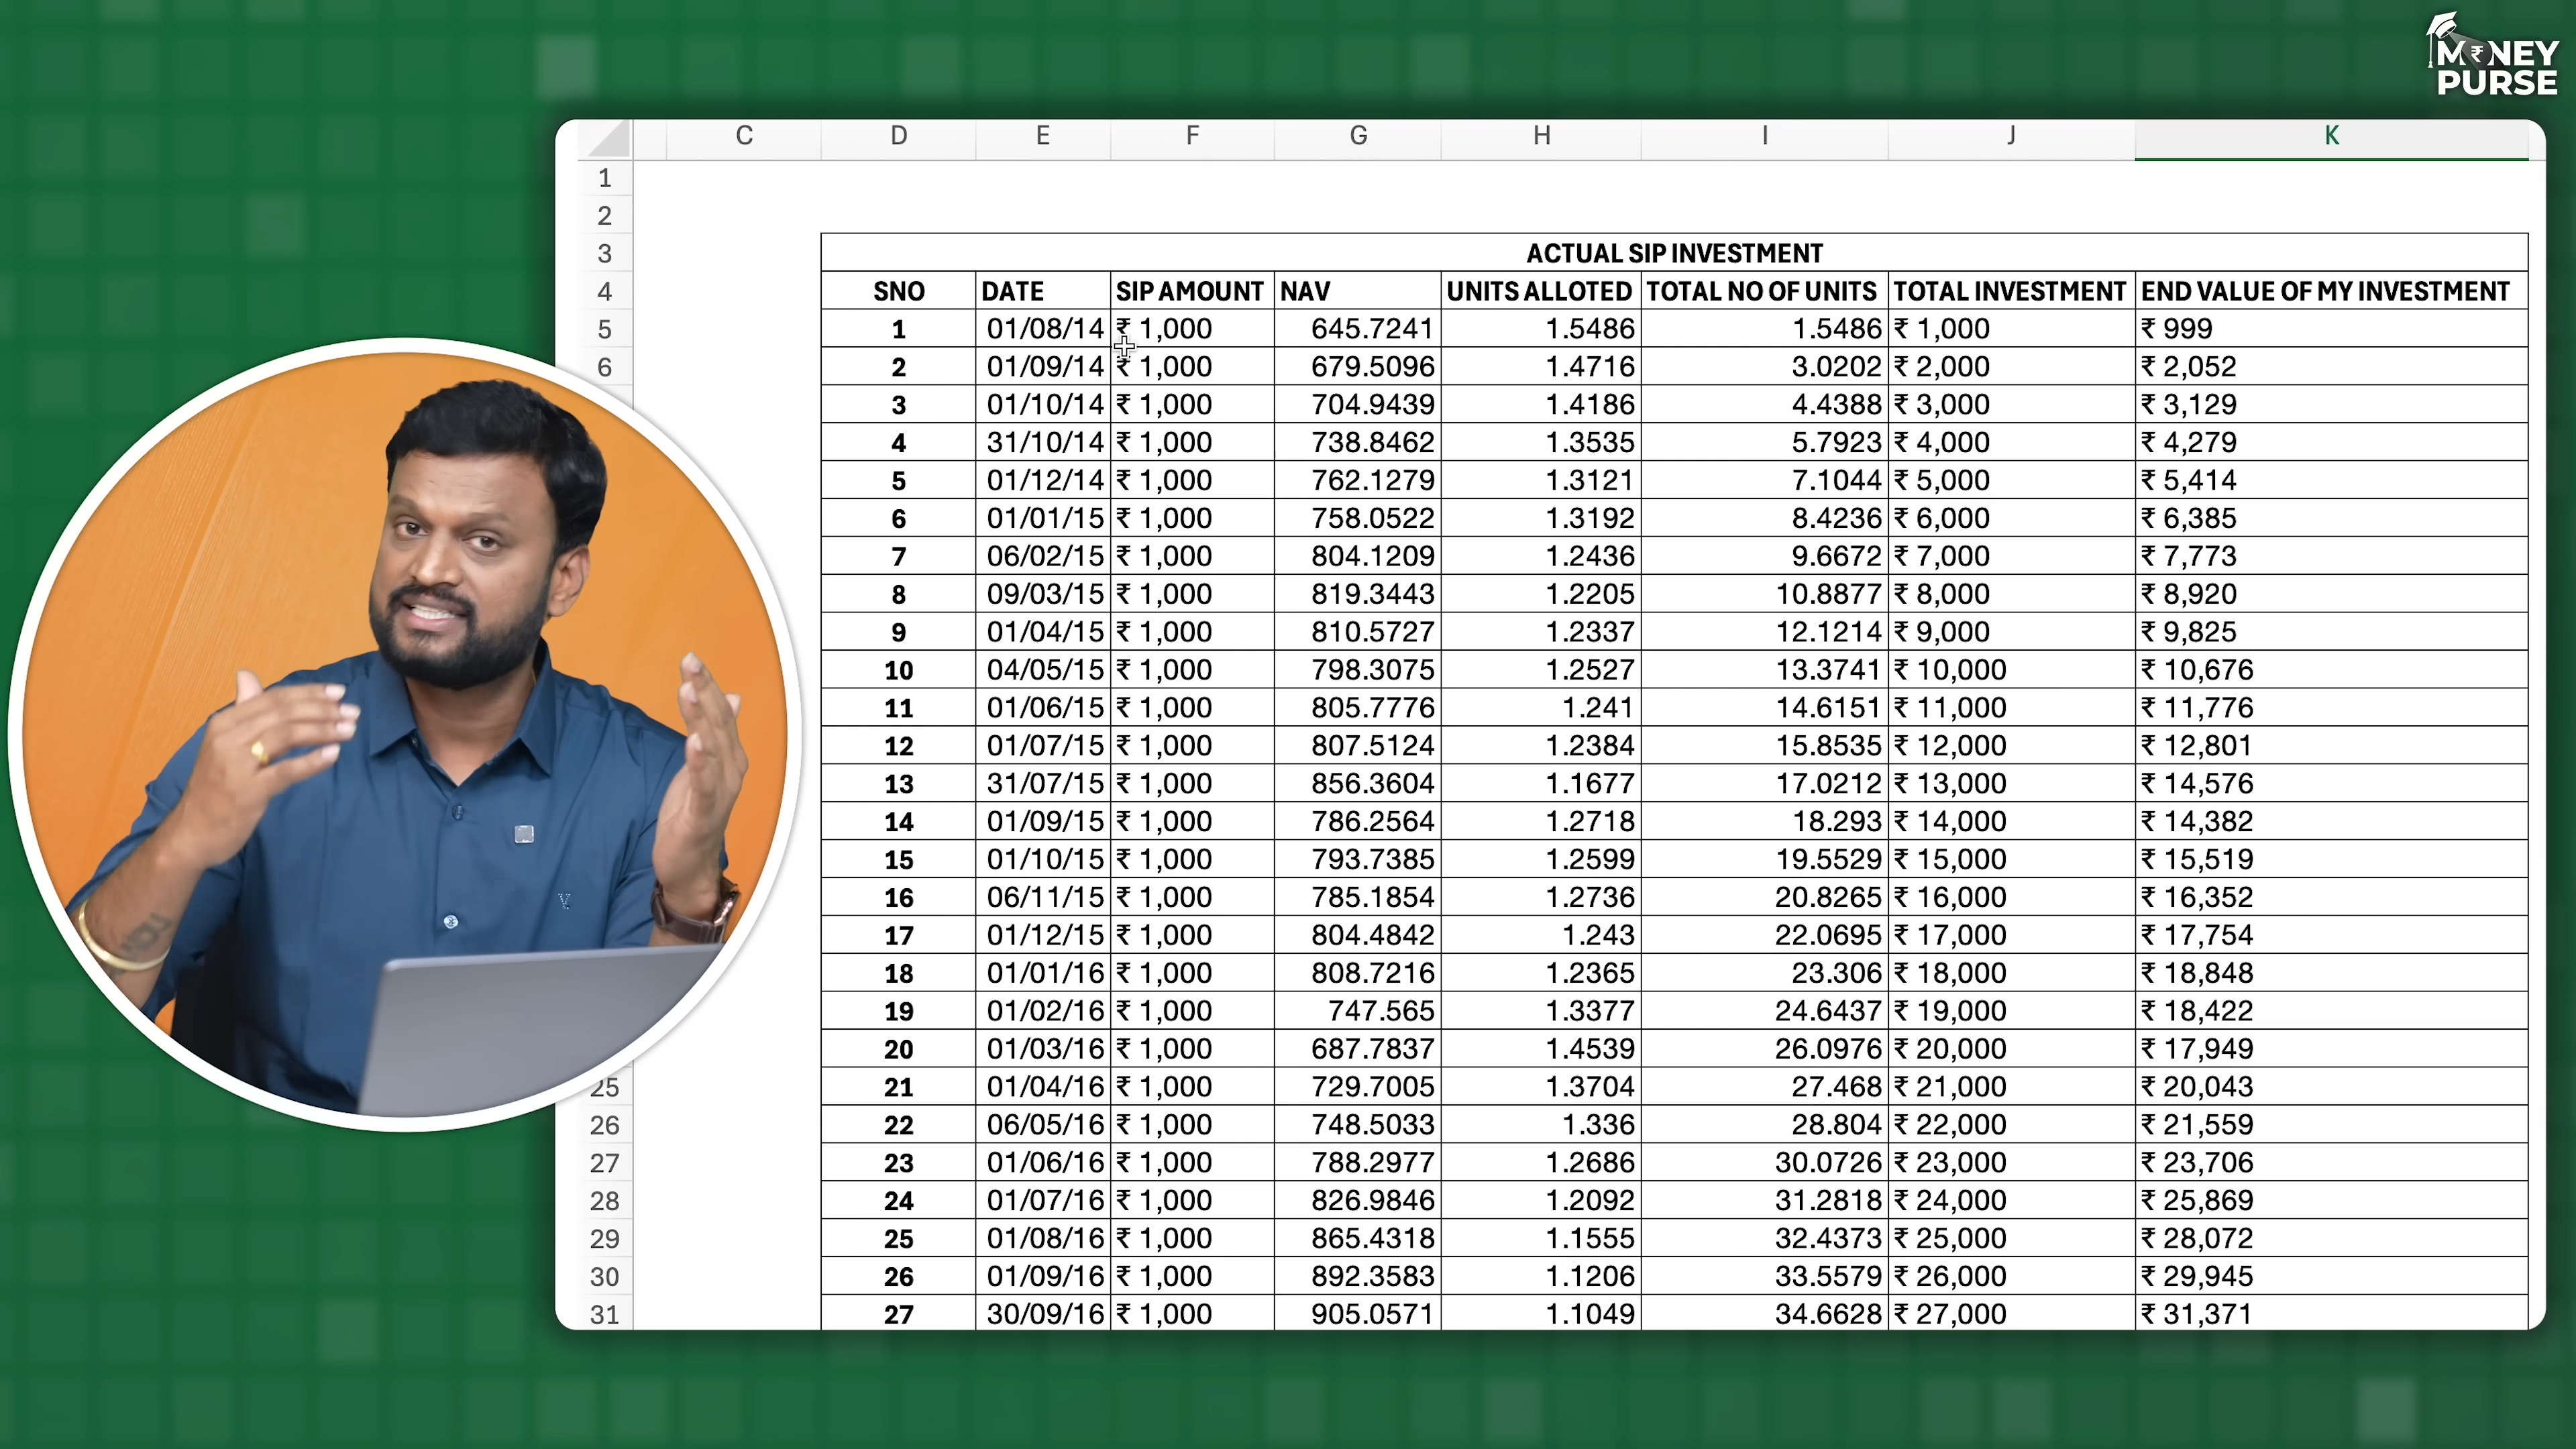 MONEY
PURSE
C D E F G H I J K
1
2
3 ACTUAL SIP INVESTMENT
4 SNO DATE SIP AMOUNT NAV UNITS ALLOTED TOTAL NO OF UNITS TOTAL INVESTMENT END VALUE OF MY INVESTMENT
5 1 01/08/14 ₹ 1,000 645.7241 1.5486 1.5486 ₹ 1,000 ₹ 999
6 2 01/09/14 ₹ 1,000 679.5096 1.4716 3.0202 ₹ 2,000 ₹ 2,052
3 01/10/14 ₹ 1,000 704.9439 1.4186 4.4388 ₹ 3,000 ₹ 3,129
4 31/10/14 ₹ 1,000 738.8462 1.3535 5.7923 ₹ 4,000 ₹ 4,279
5 01/12/14 ₹ 1,000 762.1279 1.3121 7.1044 ₹ 5,000 ₹ 5,414
6 01/01/15 ₹ 1,000 758.0522 1.3192 8.4236 ₹ 6,000 ₹ 6,385
7 06/02/15 ₹ 1,000 804.1209 1.2436 9.6672 ₹ 7,000 ₹ 7,773
8 09/03/15 ₹ 1,000 819.3443 1.2205 10.8877 ₹ 8,000 ₹ 8,920
9 01/04/15 ₹ 1,000 810.5727 1.2337 12.1214 ₹ 9,000 ₹ 9,825
10 04/05/15 ₹ 1,000 798.3075 1.2527 13.3741 ₹ 10,000 ₹ 10,676
11 01/06/15 ₹ 1,000 805.7776 1.241 14.6151 ₹ 11,000 ₹ 11,776
12 01/07/15 ₹ 1,000 807.5124 1.2384 15.8535 ₹ 12,000 ₹ 12,801
13 31/07/15 ₹ 1,000 856.3604 1.1677 17.0212 ₹ 13,000 ₹ 14,576
14 01/09/15 ₹ 1,000 786.2564 1.2718 18.293 ₹ 14,000 ₹ 14,382
15 01/10/15 ₹ 1,000 793.7385 1.2599 19.5529 ₹ 15,000 ₹ 15,519
16 06/11/15 ₹ 1,000 785.1854 1.2736 20.8265 ₹ 16,000 ₹ 16,352
17 01/12/15 ₹ 1,000 804.4842 1.243 22.0695 ₹ 17,000 ₹ 17,754
18 01/01/16 ₹ 1,000 808.7216 1.2365 23.306 ₹ 18,000 ₹ 18,848
19 01/02/16 ₹ 1,000 747.565 1.3377 24.6437 ₹ 19,000 ₹ 18,422
20 01/03/16 ₹ 1,000 687.7837 1.4539 26.0976 ₹ 20,000 ₹ 17,949
25 21 01/04/16 ₹ 1,000 729.7005 1.3704 27.468 ₹ 21,000 ₹ 20,043
26 22 06/05/16 ₹ 1,000 748.5033 1.336 28.804 ₹ 22,000 ₹ 21,559
27 23 01/06/16 ₹ 1,000 788.2977 1.2686 30.0726 ₹ 23,000 ₹ 23,706
28 24 01/07/16 ₹ 1,000 826.9846 1.2092 31.2818 ₹ 24,000 ₹ 25,869
29 25 01/08/16 ₹ 1,000 865.4318 1.1555 32.4373 ₹ 25,000 ₹ 28,072
30 26 01/09/16 ₹ 1,000 892.3583 1.1206 33.5579 ₹ 26,000 ₹ 29,945
31 27 30/09/16 ₹ 1,000 905.0571 1.1049 34.6628 ₹ 27,000 ₹ 31,371